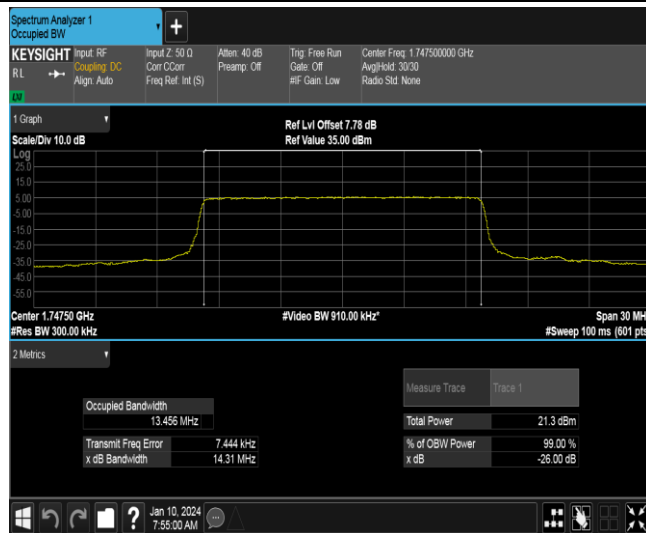 Spectrum Analyzer 1
Occupied BW
+
KEYSIGHT Input: RF Input Z: 50 Ω Atten: 40 dB Trig: Free Run Center Freq: 1.747500000 GHz
RL Coupling: DC Corr CCorr Preamp: Off Gate: Off Avg|Hold: 30/30
Align: Auto Freq Ref: Int (S) #IF Gain: Low Radio Std: None
1 Graph
Ref Lvl Offset 7.78 dB
Scale/Div 10.0 dB Ref Value 35.00 dBm
Log
25.0
15.0
5.00
-5.00
-15.0
-25.0
-35.0
-45.0
-55.0
Center 1.74750 GHz #Video BW 910.00 kHz* Span 30 MH
#Res BW 300.00 kHz #Sweep 100 ms (601 pts
2 Metrics
Measure Trace Trace 1
Occupied Bandwidth
13.456 MHz Total Power 21.3 dBm
Transmit Freq Error 7.444 kHz % of OBW Power 99.00 %
x dB Bandwidth 14.31 MHz x dB -26.00 dB
? Jan 10, 2024
7:55:00 AM